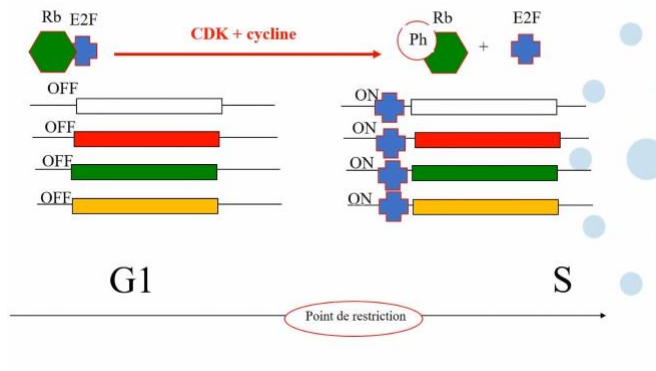 Rb E2F
CDK + cycline
Rb
E2F
Ph
+
OFF
ON
OFF
ON
OFF
ON
OFF
ON
G1
S
Point de restriction